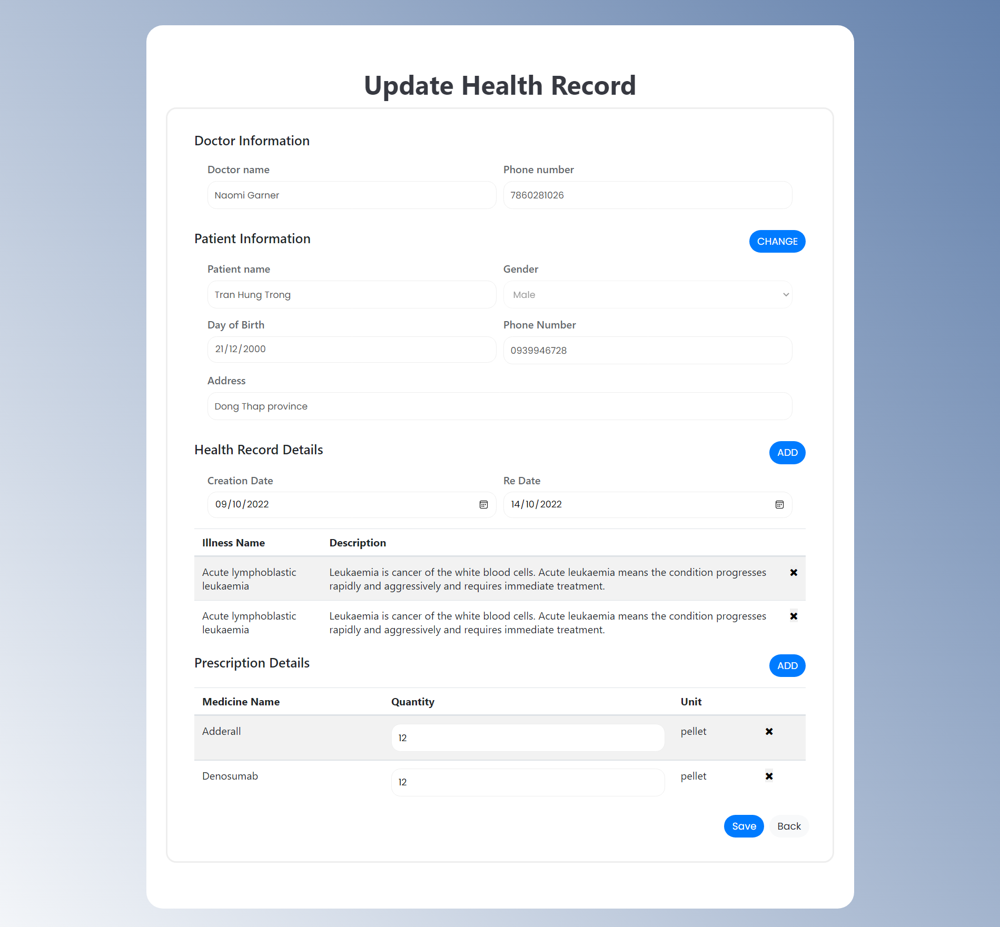 Update Health Record
Doctor Information
Doctor name
Phone number
Naomi Garner
7860281026
Patient Information
CHANGE
Patient name
Gender
Tran Hung Trong
Male
Day of Birth
Phone Number
21/12/2000
0939946728
Address
Dong Thap province
Health Record Details
ADD
Creation Date
Re Date
09/10/2022
14/10/2022
Illness Name
Description
Acute lymphoblastic
leukaemia
Leukaemia is cancer of the white blood cells. Acute leukaemia means the condition progresses
rapidly and aggressively and requires immediate treatment.
Acute lymphoblastic
leukaemia
Leukaemia is cancer of the white blood cells. Acute leukaemia means the condition progresses
rapidly and aggressively and requires immediate treatment.
Prescription Details
ADD
Medicine Name
Quantity
Unit
Adderall
12
pellet
Denosumab
12
pellet
Save
Back